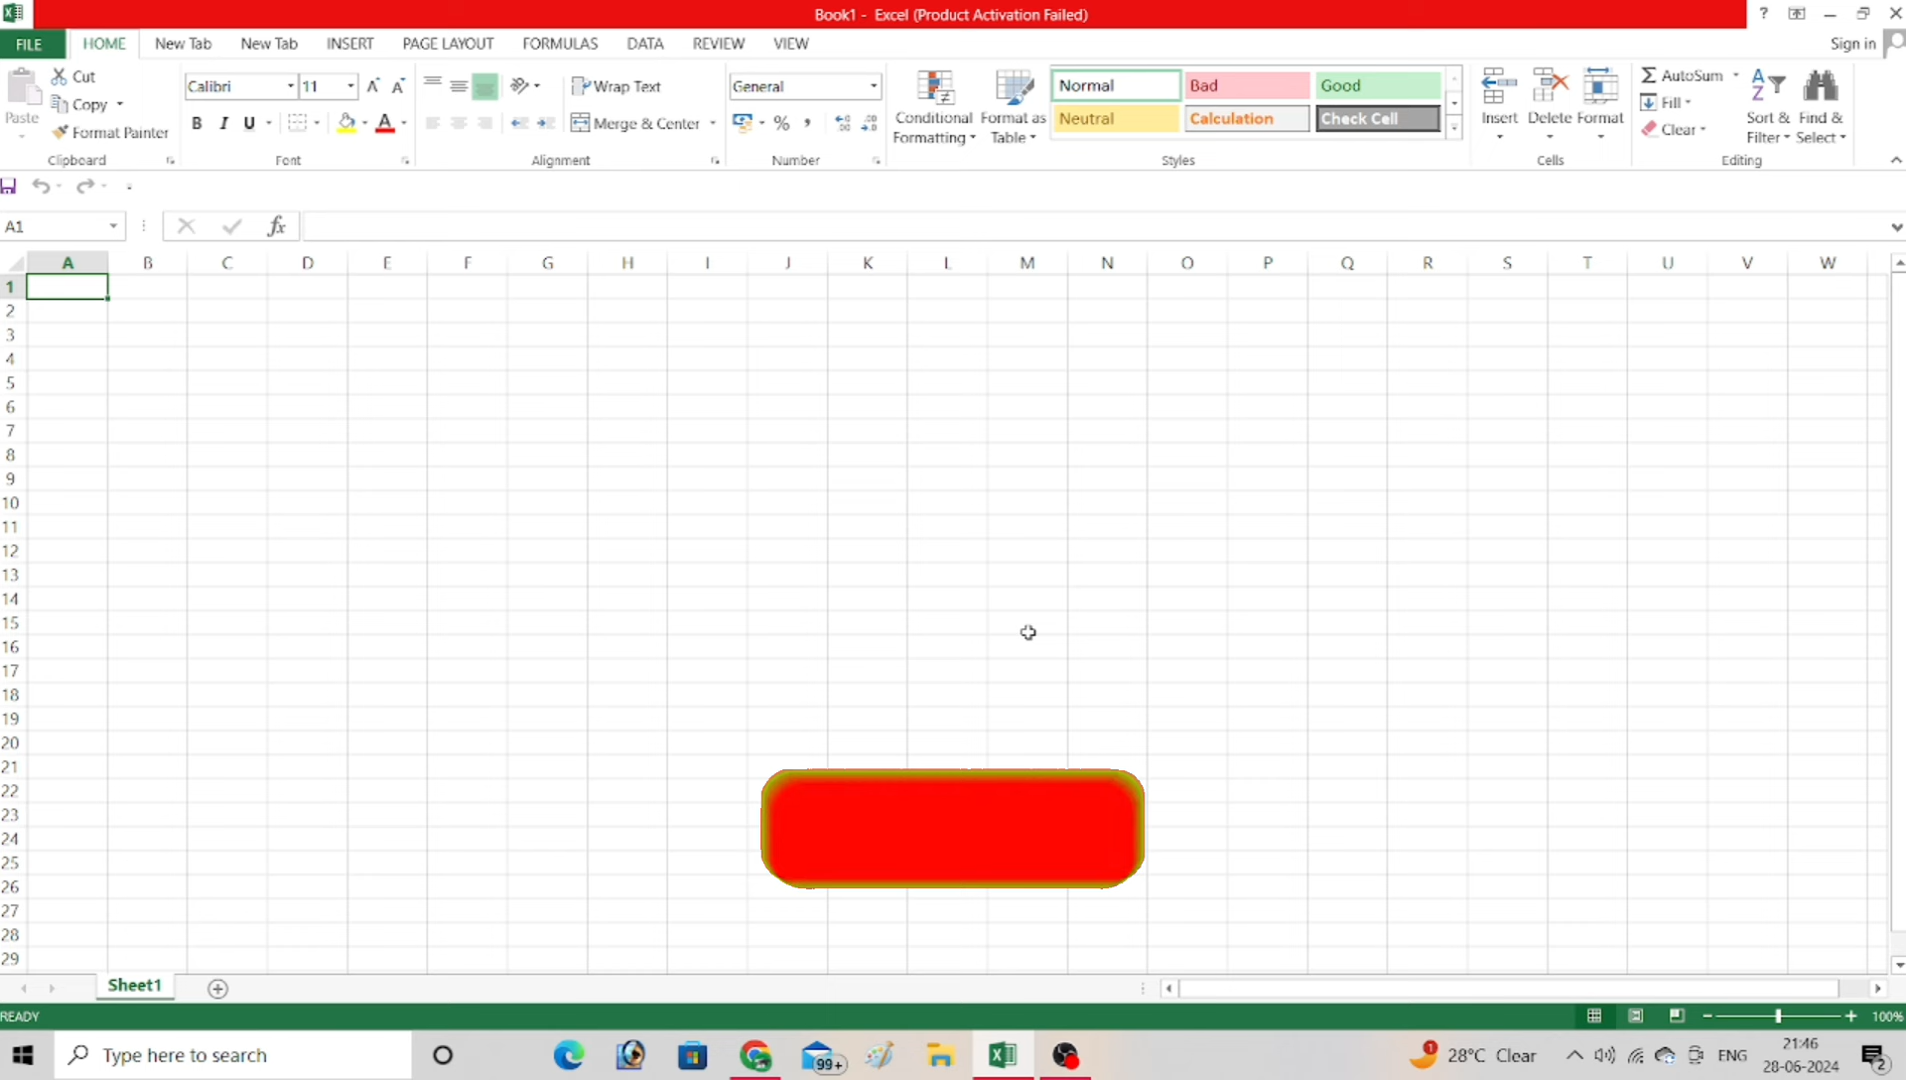 Book1 - Excel (Product Activation Failed)
?
FILE HOME New Tab New Tab INSERT PAGE LAYOUT FORMULAS DATA REVIEW VIEW Sign in
Paste
Cut
Copy
Format Painter
Clipboard
Calibri 11
B I U A
Font
Wrap Text
Merge & Center
Alignment
General
%
Number
Conditional Formatting
Format as Table
Normal Bad Good
Neutral Calculation Check Cell
Styles
Insert Delete Format
Cells
AutoSum
Fill
Clear
Sort & Filter
Find & Select
Editing
A1 fx
A B C D E F G H I J K L M N O P Q R S T U V W
1
2
3
4
5
6
7
8
9
10
11
12
13
14
15
16
17
18
19
20
21
22
23
24
25
26
27
28
29
Sheet1
READY 100%
Type here to search
99+
1
28°C Clear
ENG
21:46
28-06-2024
2